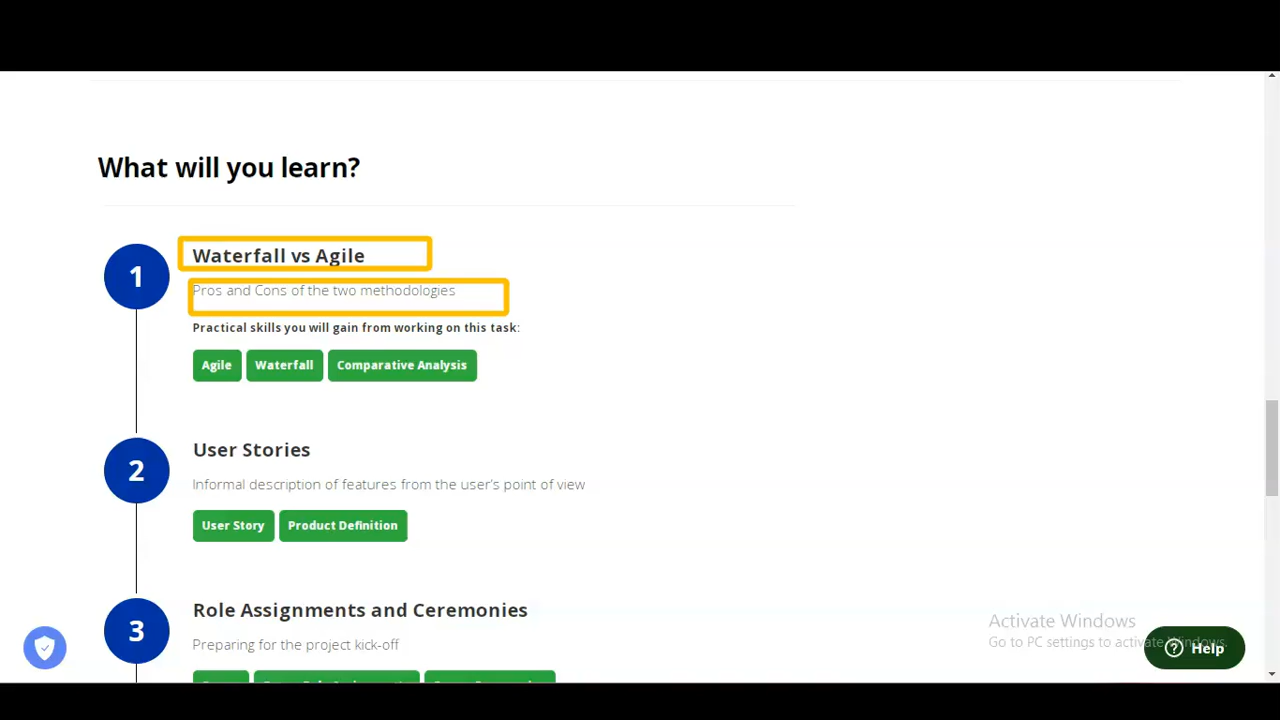 What will you learn?
1
Waterfall vs Agile
Pros and Cons of the two methodologies
Practical skills you will gain from working on this task:
Agile Waterfall Comparative Analysis
2
User Stories
Informal description of features from the user's point of view
User Story Product Definition
3
Role Assignments and Ceremonies
Preparing for the project kick-off
Activate Windows
Go to PC settings to activate Windows.
Help